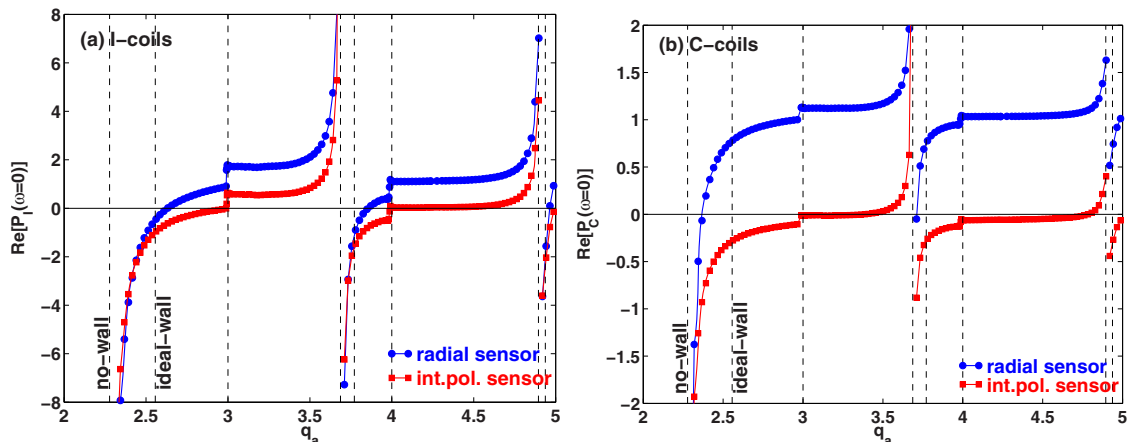 (a) I−coils
Re[P_I(ω=0)]
8
6
4
2
0
−2
−4
−6
−8
no−wall
ideal−wall
radial sensor
int.pol. sensor
2
2.5
3
3.5
4
4.5
5
q_a
(b) C−coils
Re[P_C(ω=0)]
2
1.5
1
0.5
0
−0.5
−1
−1.5
−2
no−wall
ideal−wall
radial sensor
int.pol. sensor
2
2.5
3
3.5
4
4.5
5
q_a